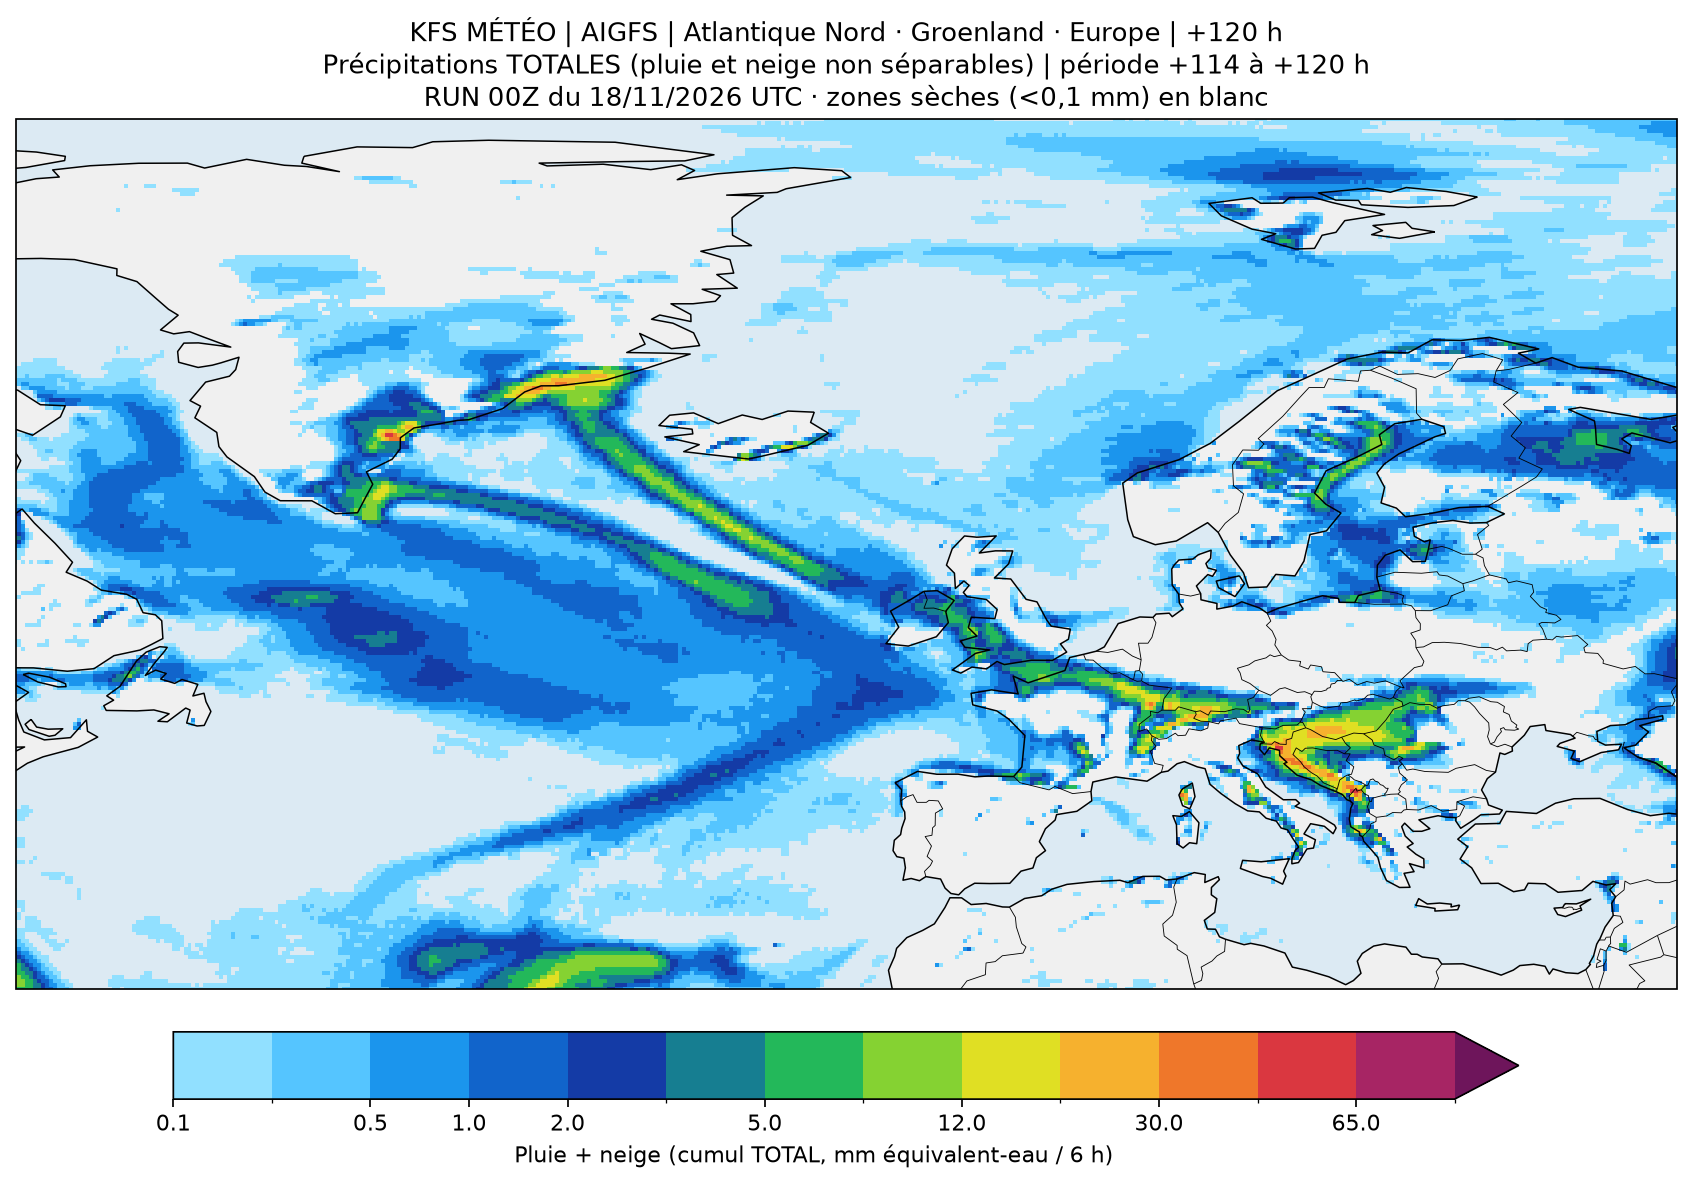 KFS MÉTÉO | AIGFS | Atlantique Nord · Groenland · Europe | +120 h
Précipitations TOTALES (pluie et neige non séparables) | période +114 à +120 h
RUN 00Z du 18/11/2026 UTC · zones sèches (<0,1 mm) en blanc
0.1 0.5 1.0 2.0 5.0 12.0 30.0 65.0
Pluie + neige (cumul TOTAL, mm équivalent-eau / 6 h)